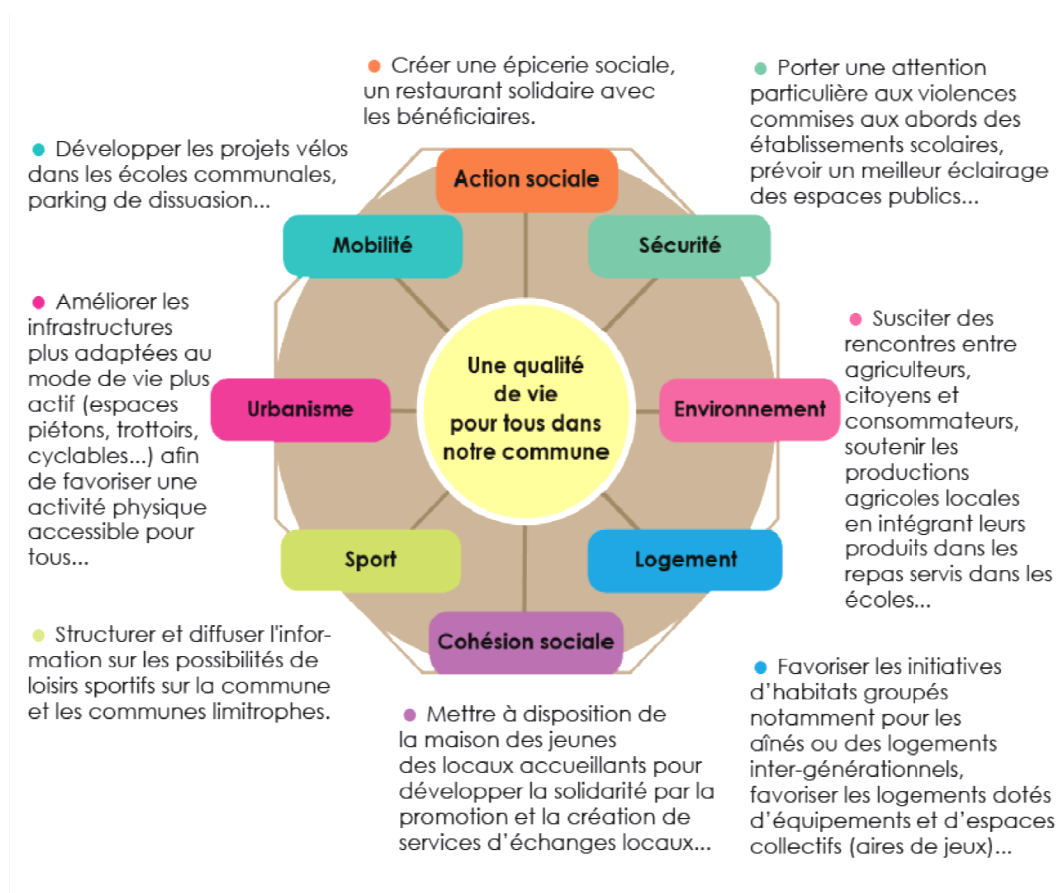 ● Créer une épicerie sociale,
un restaurant solidaire avec
les bénéficiaires.
● Porter une attention
particulière aux violences
commises aux abords des
établissements scolaires,
prévoir un meilleur éclairage
des espaces publics...
● Développer les projets vélos
dans les écoles communales,
parking de dissuasion...
Action sociale
Mobilité
Sécurité
● Améliorer les
infrastructures
plus adaptées au
mode de vie plus
actif (espaces
piétons, trottoirs,
cyclables...) afin
de favoriser une
activité physique
accessible pour
tous...
Urbanisme
Une qualité
de vie
pour tous dans
notre commune
Environnement
● Susciter des
rencontres entre
agriculteurs,
citoyens et
consommateurs,
soutenir les
productions
agricoles locales
en intégrant leurs
produits dans les
repas servis dans les
écoles...
Sport
Logement
Cohésion sociale
● Structurer et diffuser l'infor-
mation sur les possibilités de
loisirs sportifs sur la commune
et les communes limitrophes.
● Mettre à disposition de
la maison des jeunes
des locaux accueillants pour
développer la solidarité par la
promotion et la création de
services d'échanges locaux...
● Favoriser les initiatives
d'habitats groupés
notamment pour les
aînés ou des logements
inter-générationnels,
favoriser les logements dotés
d'équipements et d'espaces
collectifs (aires de jeux)...